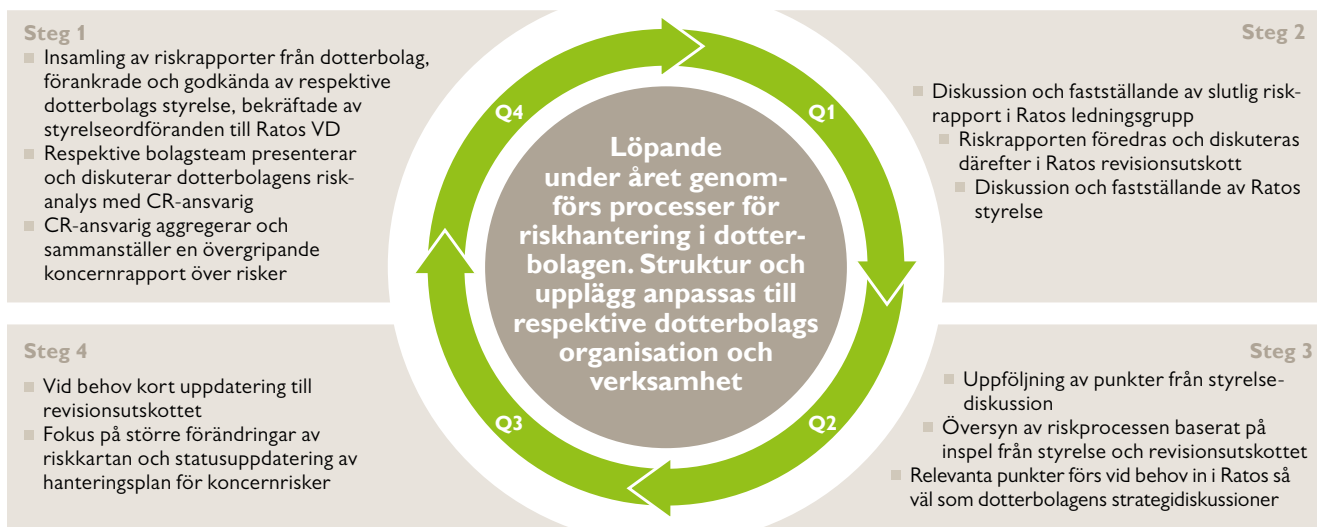 Steg 1
Insamling av riskrapporter från dotterbolag,
förankrade och godkända av respektive
dotterbolags styrelse, bekräftade av
styrelseordföranden till Ratos VD
Respektive bolagsteam presenterar
och diskuterar dotterbolagens risk-
analys med CR-ansvarig
CR-ansvarig aggregerar och
sammanställer en övergripande
koncernrapport över risker
Steg 2
Diskussion och fastställande av slutlig risk-
rapport i Ratos ledningsgrupp
Riskrapporten föredras och diskuteras
därefter i Ratos revisionsutskott
Diskussion och fastställande av Ratos
styrelse
Q4
Q1
Löpande
under året genom-
förs processer för
riskhantering i dotter-
bolagen. Struktur och
upplägg anpassas till
respektive dotterbolags
organisation och
verksamhet
Q3
Q2
Steg 4
Vid behov kort uppdatering till
revisionsutskottet
Fokus på större förändringar av
riskkartan och statusuppdatering av
hanteringsplan för koncernrisker
Steg 3
Uppföljning av punkter från styrelse-
diskussion
Översyn av riskprocessen baserat på
inspel från styrelse och revisionsutskottet
Relevanta punkter förs vid behov in i Ratos så
väl som dotterbolagens strategidiskussioner